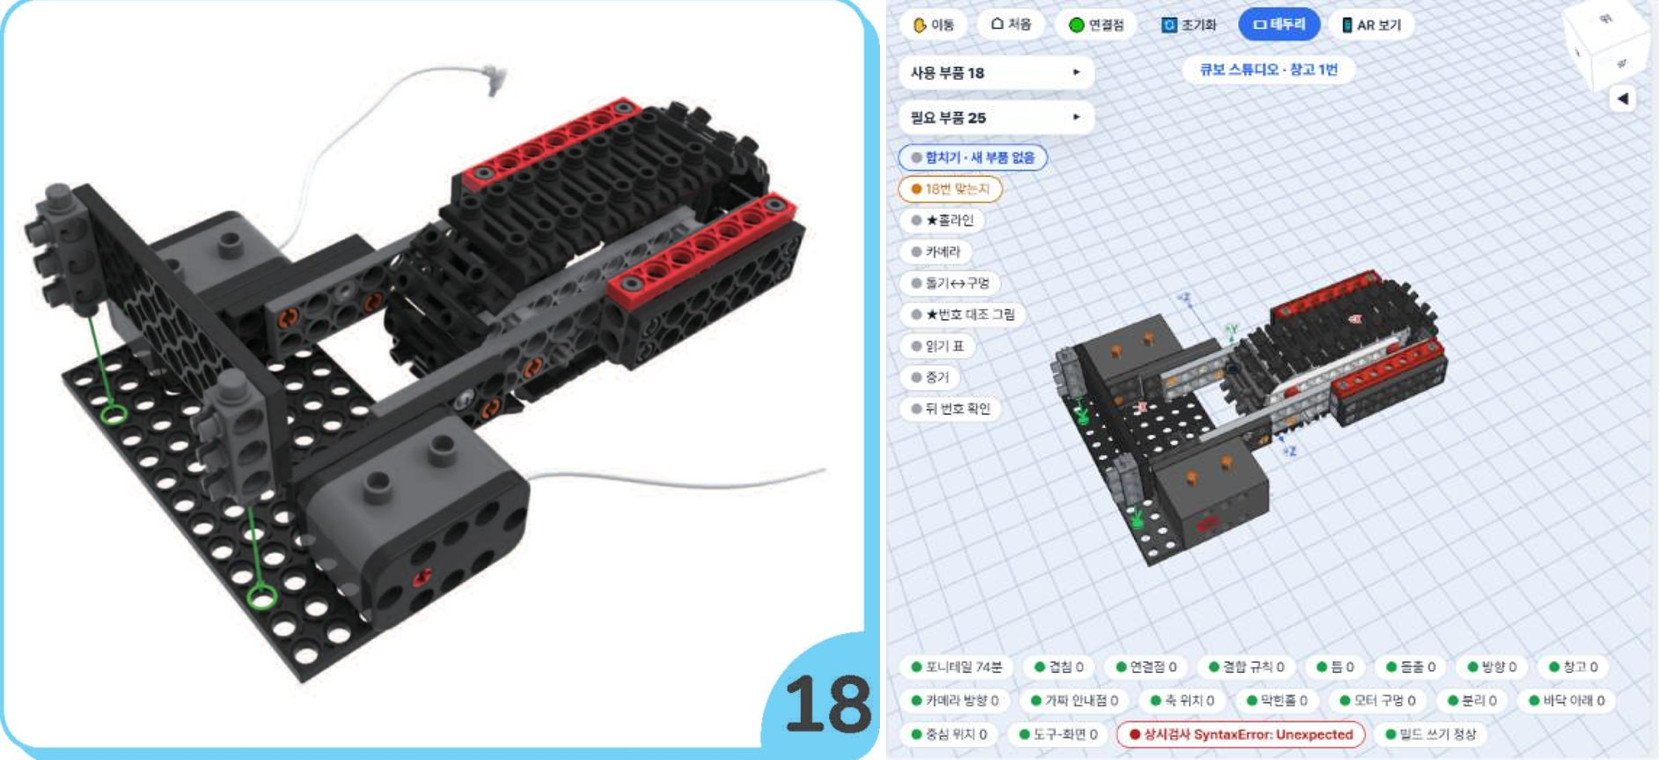 18
이동
처음
연결점
초기화
테두리
AR 보기
사용 부품 18
큐보 스튜디오 · 창고 1번
필요 부품 25
합치기 · 새 부품 없음
18번 맞는지
★홀라인
카메라
돌기↔구멍
★번호 대조 그림
읽기 표
증거
뒤 번호 확인
+Y
+Z
포니테일 74분
겹침 0
연결점 0
결합 규칙 0
틈 0
돌출 0
방향 0
창고 0
카메라 방향 0
가짜 안내점 0
축 위치 0
막힌홀 0
모터 구멍 0
분리 0
바닥 아래 0
중심 위치 0
도구-화면 0
상시검사 SyntaxError: Unexpected
빌드 쓰기 정상